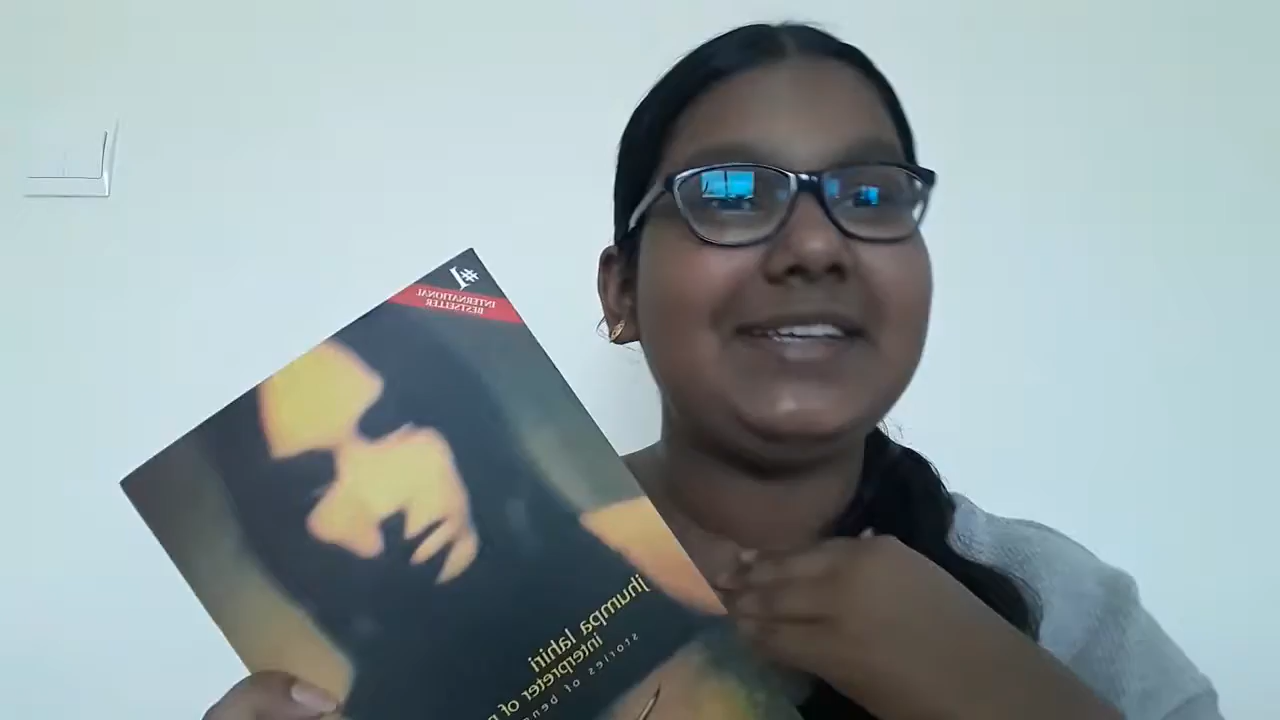 #1
INTERNATIONAL
BESTSELLER
jhumpa lahiri
interpreter of
stories of